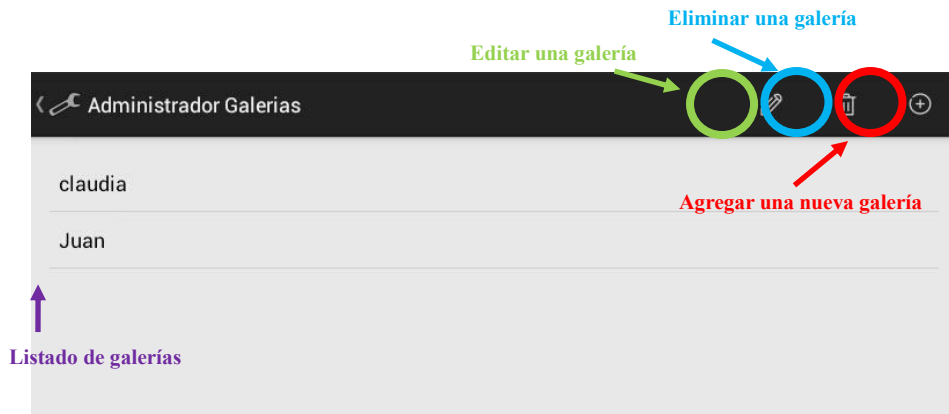 Eliminar una galería
Editar una galería
Administrador Galerias
claudia
Agregar una nueva galería
Juan
Listado de galerías